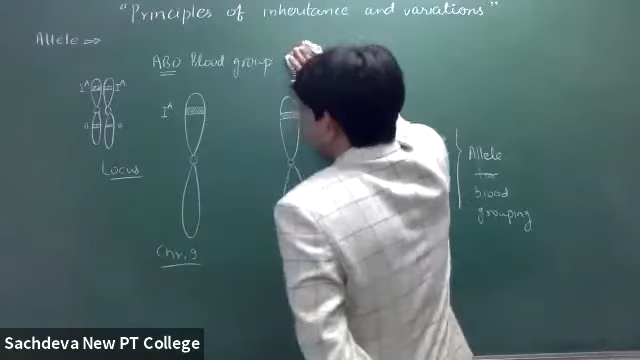 "Principles of inheritance and variations"
Allele ⇒
ABO Blood group
I^A I^A
I^A
Locus
Chr. 9
Allele
blood
grouping
Sachdeva New PT College